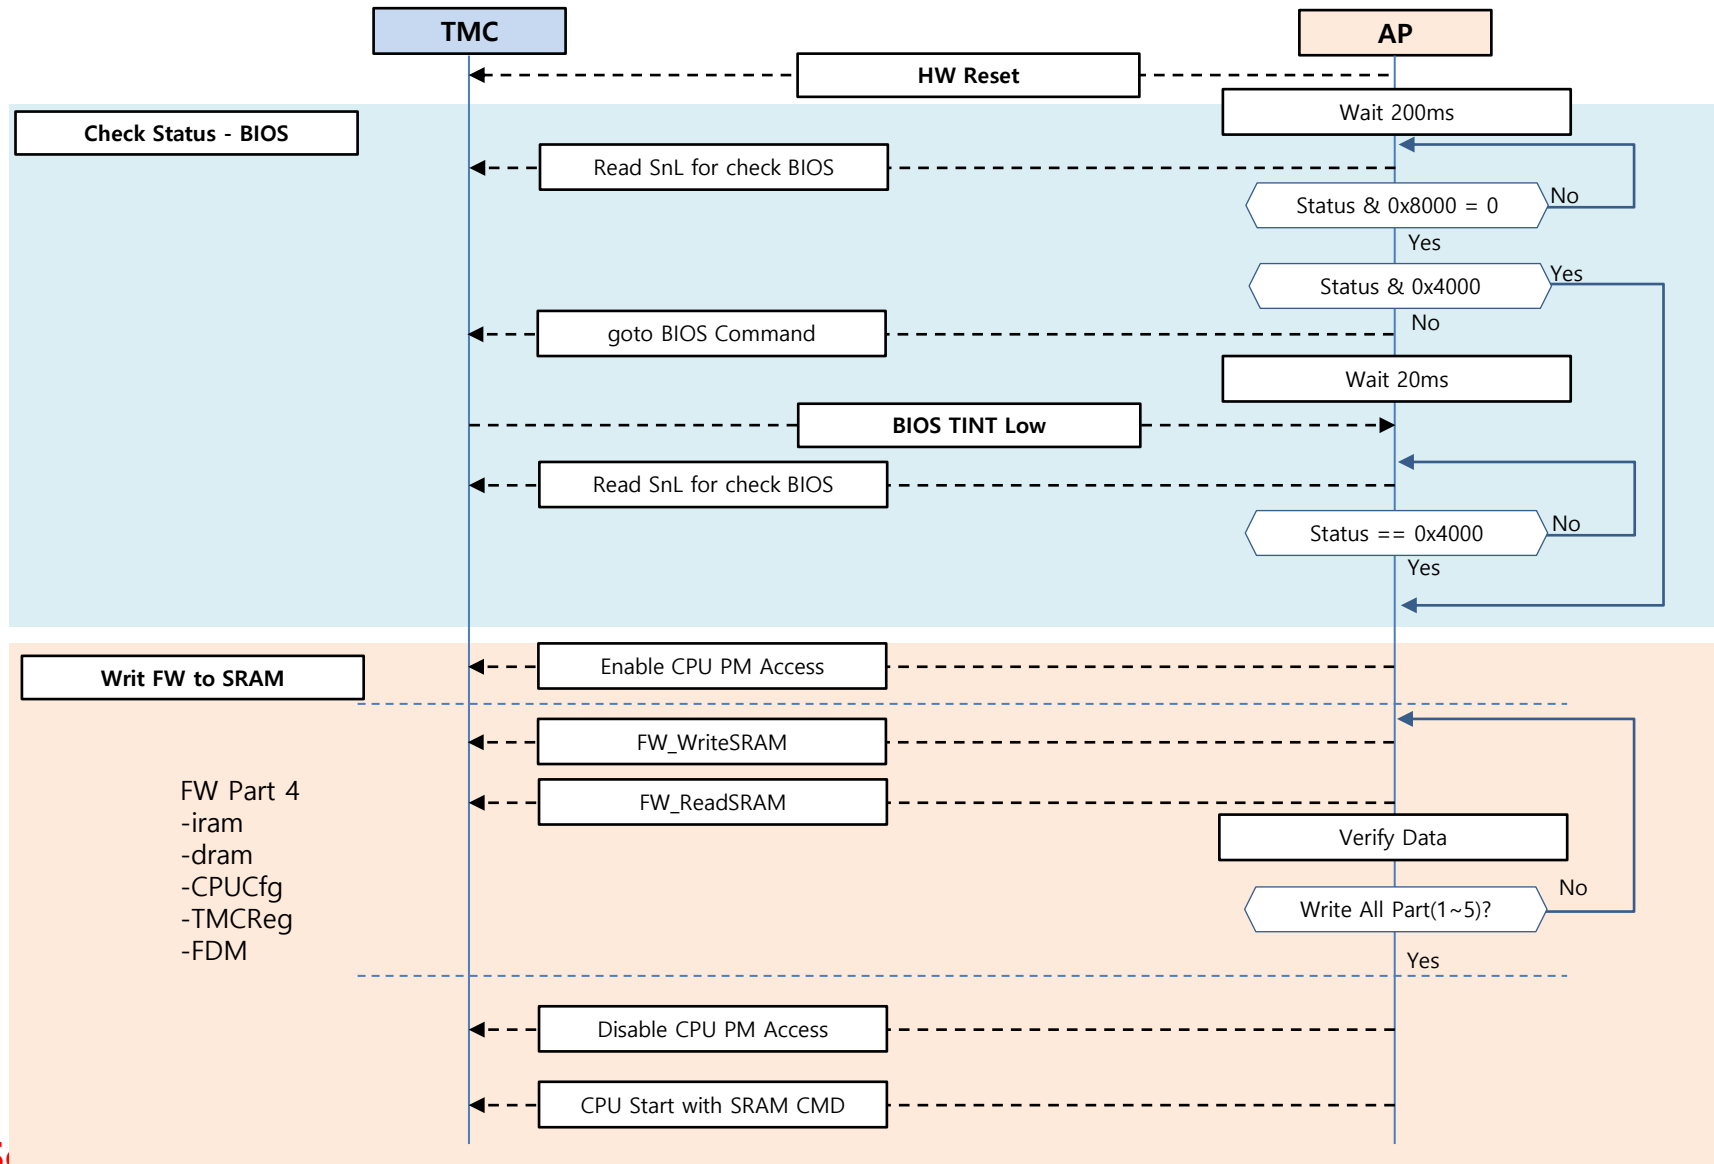 TMC
AP
HW Reset
Wait 200ms
Check Status - BIOS
Read SnL for check BIOS
Status & 0x8000 = 0
No
Yes
Status & 0x4000
Yes
No
goto BIOS Command
Wait 20ms
BIOS TINT Low
Read SnL for check BIOS
Status == 0x4000
No
Yes
Writ FW to SRAM
Enable CPU PM Access
FW_WriteSRAM
FW_ReadSRAM
FW Part 4
-iram
-dram
-CPUCfg
-TMCReg
-FDM
Verify Data
Write All Part(1~5)?
No
Yes
Disable CPU PM Access
CPU Start with SRAM CMD